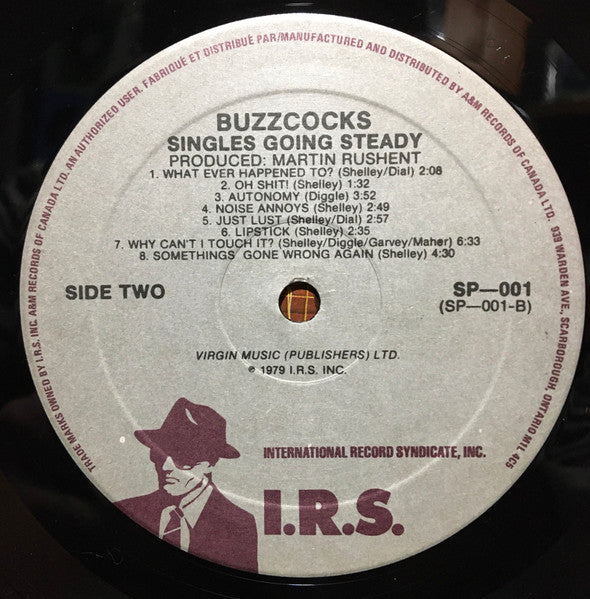 TRADE MARKS OWNED BY I.R.S. INC. A&M RECORDS OF CANADA LTD. AN AUTHORIZED USER. FABRIQUÉ ET DISTRIBUÉ PAR/MANUFACTURED AND DISTRIBUTED BY A&M RECORDS OF CANADA LTD. 939 WARDEN AVE., SCARBOROUGH, ONTARIO M1L 4C5
BUZZCOCKS
SINGLES GOING STEADY
PRODUCED: MARTIN RUSHENT
1. WHAT EVER HAPPENED TO? (Shelley/Dial) 2:08
2. OH SHIT! (Shelley) 1:32
3. AUTONOMY (Diggle) 3:52
4. NOISE ANNOYS (Shelley) 2:49
5. JUST LUST (Shelley/Dial) 2:57
6. LIPSTICK (Shelley) 2:35
7. WHY CAN'T I TOUCH IT? (Shelley/Diggle/Garvey/Maher) 6:33
8. SOMETHINGS GONE WRONG AGAIN (Shelley) 4:30
SIDE TWO
SP—001
(SP—001-B)
VIRGIN MUSIC (PUBLISHERS) LTD.
℗ 1979 I.R.S. INC.
INTERNATIONAL RECORD SYNDICATE, INC.
I.R.S.